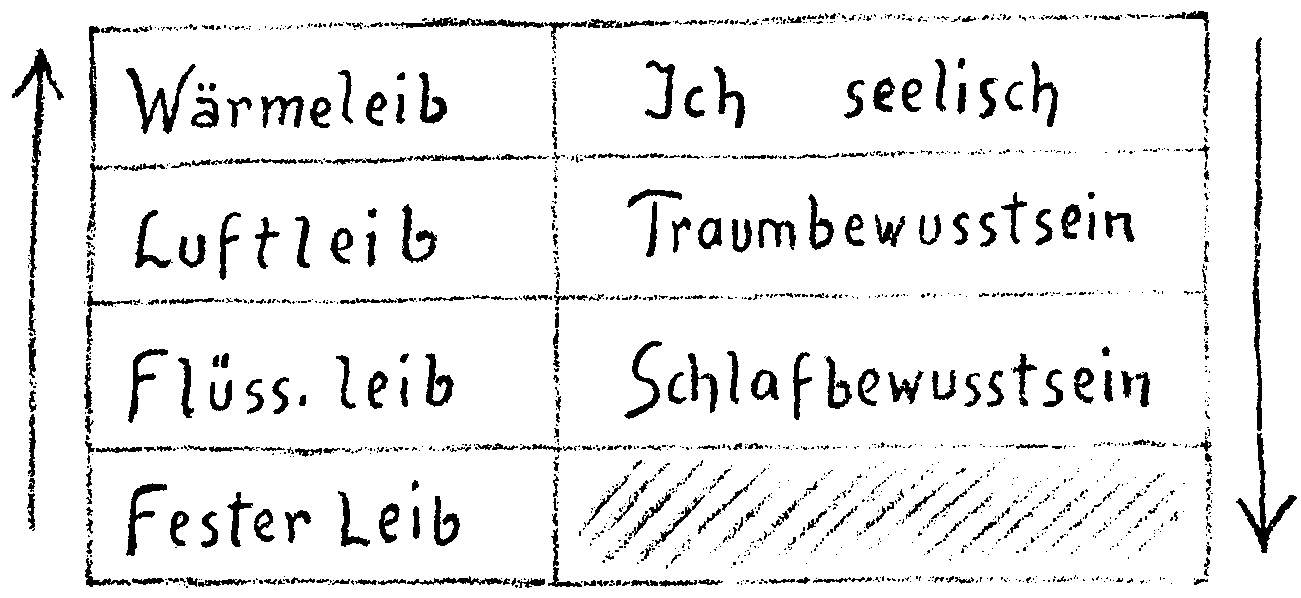 Wärmeleib Ich seelisch
Luftleib Traumbewusstsein
Flüss. leib Schlafbewusstsein
Fester Leib